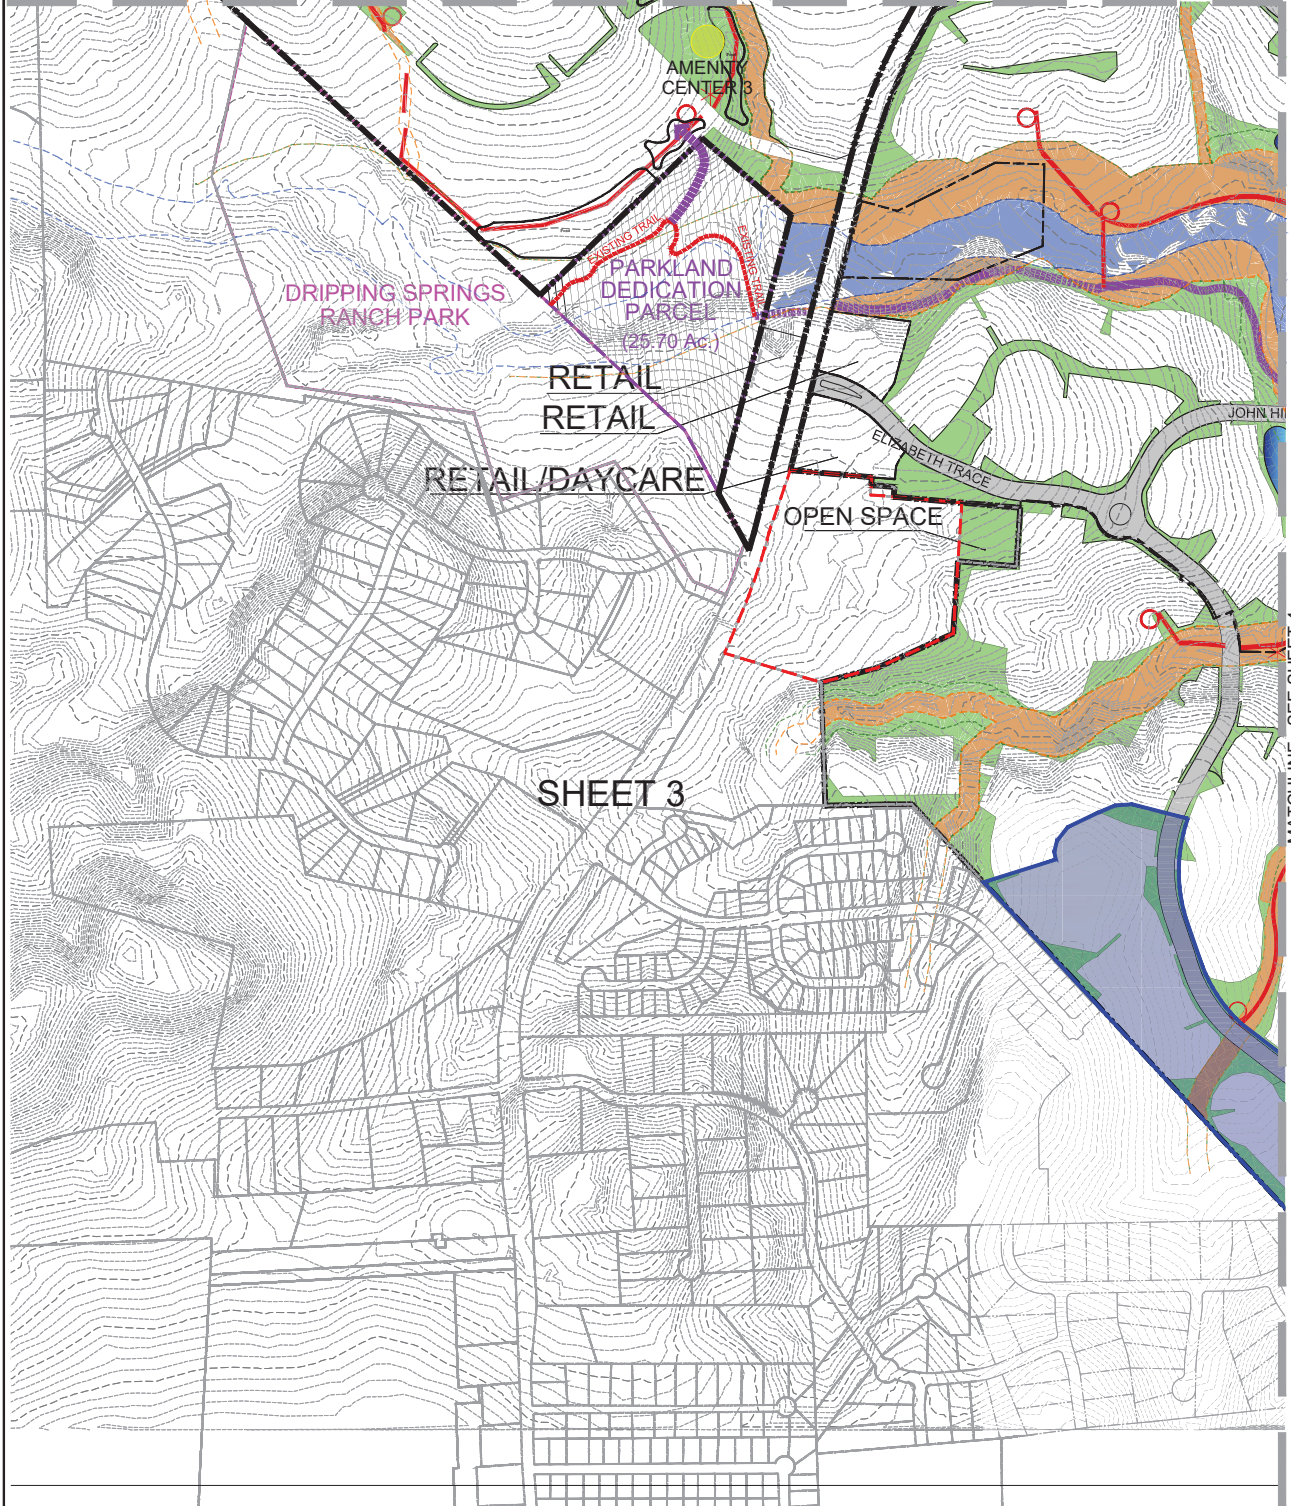 AMENITY
CENTER 3
EXISTING TRAIL
EXISTING TRAIL
PARKLAND
DEDICATION
PARCEL
(25.70 Ac.)
DRIPPING SPRINGS
RANCH PARK
RETAIL
RETAIL
RETAIL/DAYCARE
OPEN SPACE
ELIZABETH TRACE
JOHN HI
SHEET 3